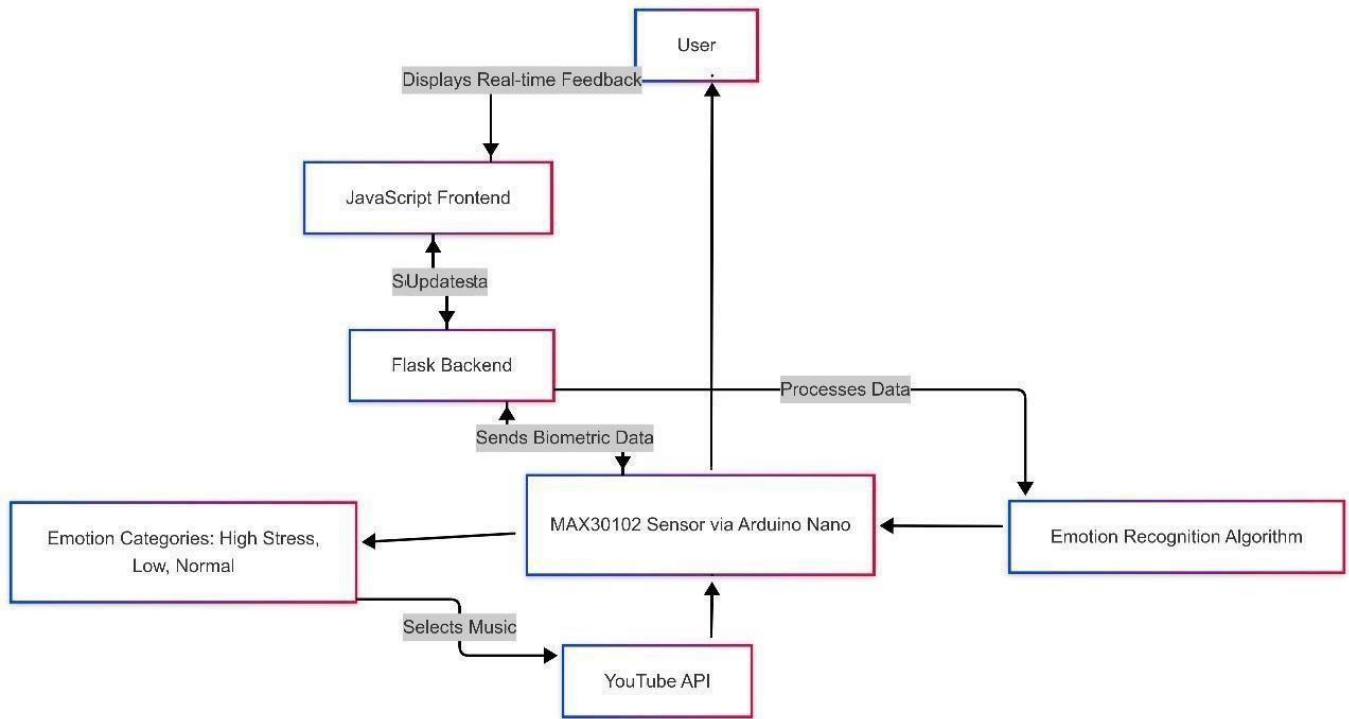 User
Displays Real-time Feedback
JavaScript Frontend
Updates
Flask Backend
Processes Data
Sends Biometric Data
MAX30102 Sensor via Arduino Nano
Emotion Categories: High Stress,
Low, Normal
Emotion Recognition Algorithm
Selects Music
YouTube API